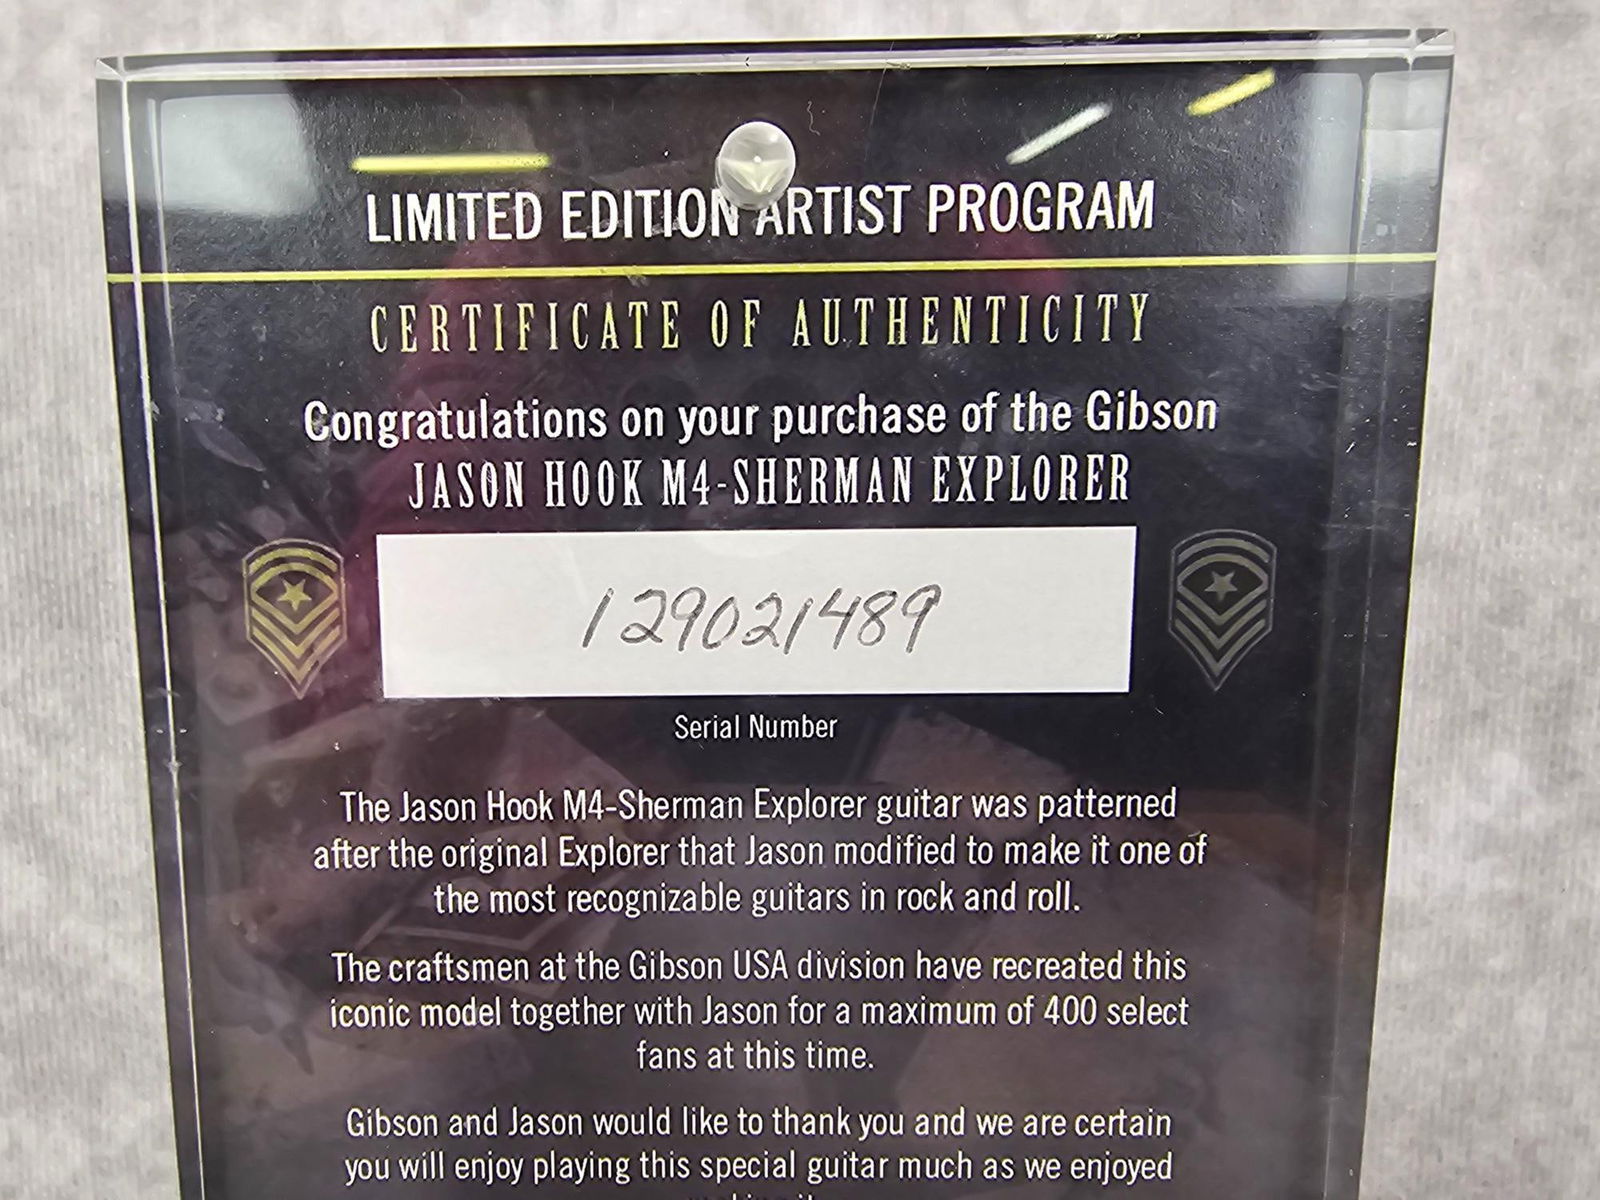 LIMITED EDITION ARTIST PROGRAM
CERTIFICATE OF AUTHENTICITY
Congratulations on your purchase of the Gibson
JASON HOOK M4-SHERMAN EXPLORER
129021489
Serial Number
The Jason Hook M4-Sherman Explorer guitar was patterned
after the original Explorer that Jason modified to make it one of
the most recognizable guitars in rock and roll.
The craftsmen at the Gibson USA division have recreated this
iconic model together with Jason for a maximum of 400 select
fans at this time.
Gibson and Jason would like to thank you and we are certain
you will enjoy playing this special guitar much as we enjoyed